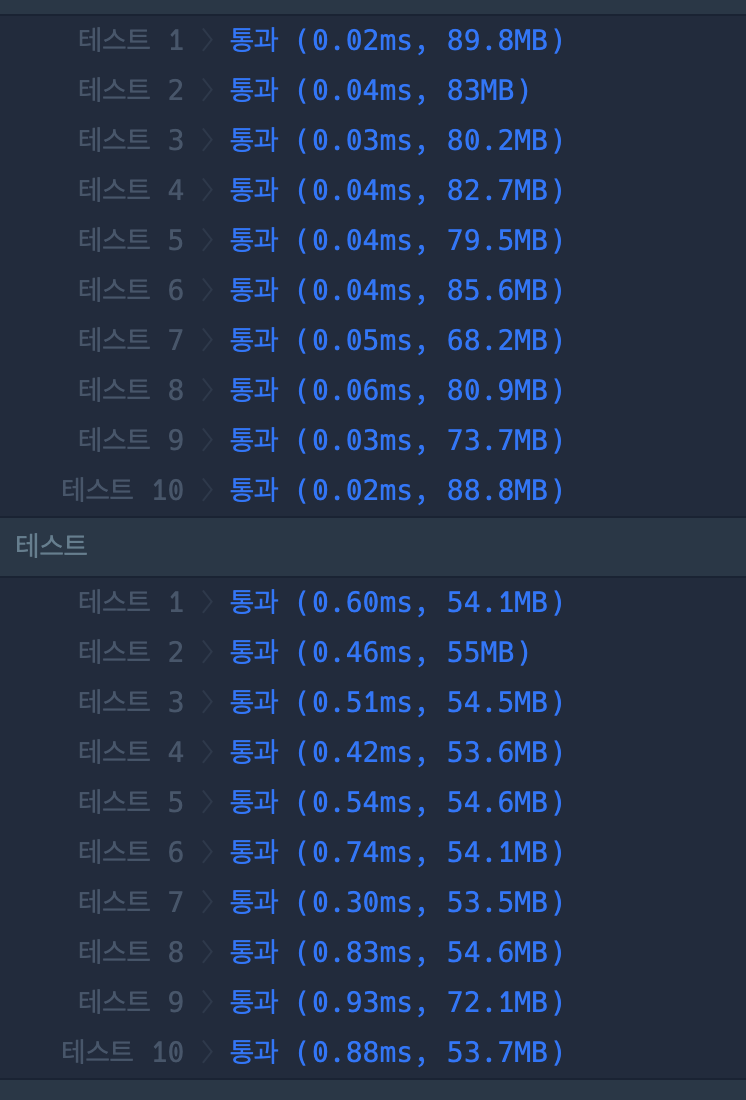 테스트 1 〉 통과 (0.02ms, 89.8MB)
테스트 2 〉 통과 (0.04ms, 83MB)
테스트 3 〉 통과 (0.03ms, 80.2MB)
테스트 4 〉 통과 (0.04ms, 82.7MB)
테스트 5 〉 통과 (0.04ms, 79.5MB)
테스트 6 〉 통과 (0.04ms, 85.6MB)
테스트 7 〉 통과 (0.05ms, 68.2MB)
테스트 8 〉 통과 (0.06ms, 80.9MB)
테스트 9 〉 통과 (0.03ms, 73.7MB)
테스트 10 〉 통과 (0.02ms, 88.8MB)
테스트
테스트 1 〉 통과 (0.60ms, 54.1MB)
테스트 2 〉 통과 (0.46ms, 55MB)
테스트 3 〉 통과 (0.51ms, 54.5MB)
테스트 4 〉 통과 (0.42ms, 53.6MB)
테스트 5 〉 통과 (0.54ms, 54.6MB)
테스트 6 〉 통과 (0.74ms, 54.1MB)
테스트 7 〉 통과 (0.30ms, 53.5MB)
테스트 8 〉 통과 (0.83ms, 54.6MB)
테스트 9 〉 통과 (0.93ms, 72.1MB)
테스트 10 〉 통과 (0.88ms, 53.7MB)